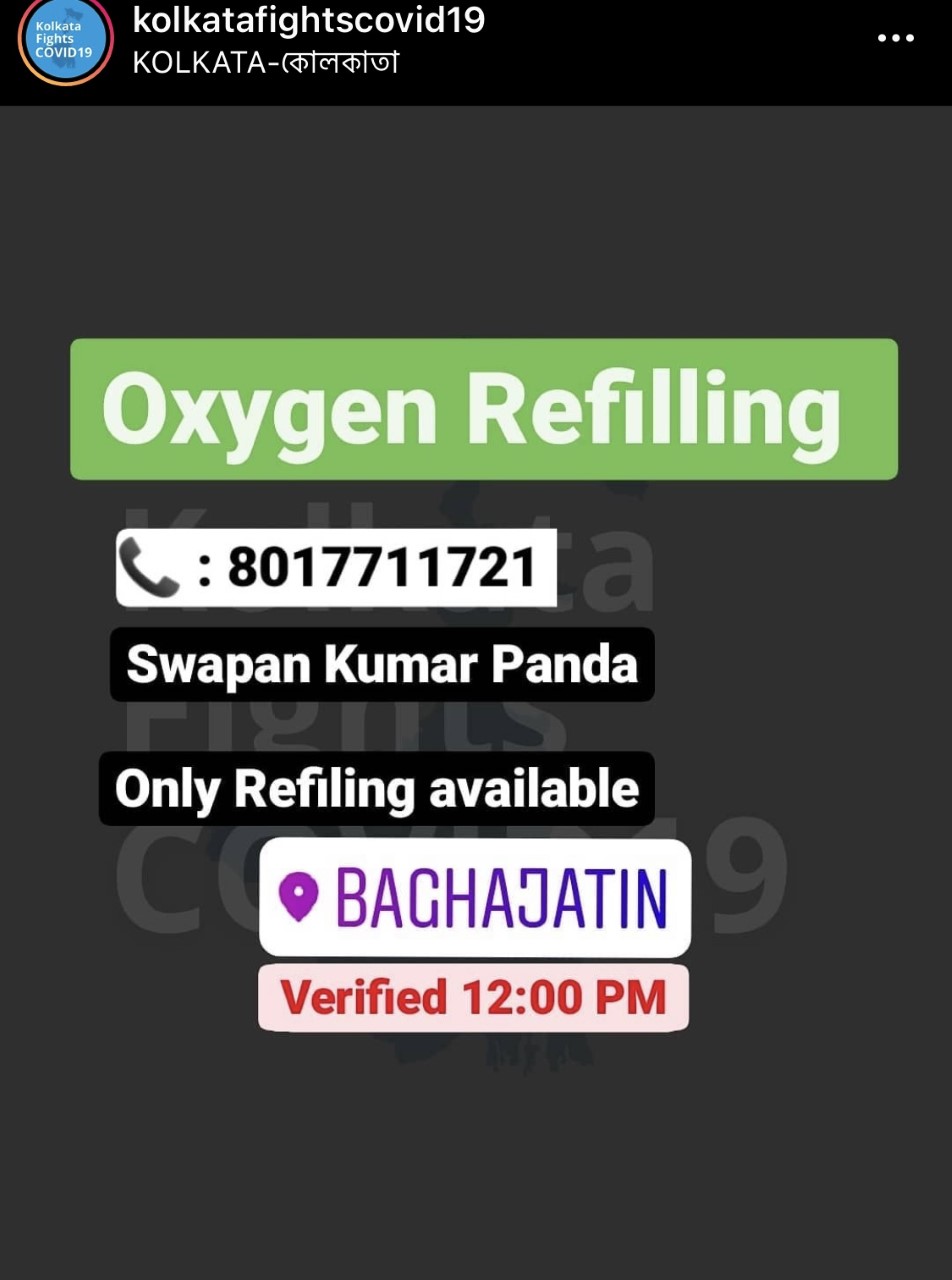 Kolkata
Fights
COVID19
kolkatafightscovid19
KOLKATA-কোলকাতা
Oxygen Refilling
: 8017711721
Swapan Kumar Panda
Only Refiling available
BAGHAJATIN
Verified 12:00 PM
Kolkata
Fights
COVID19